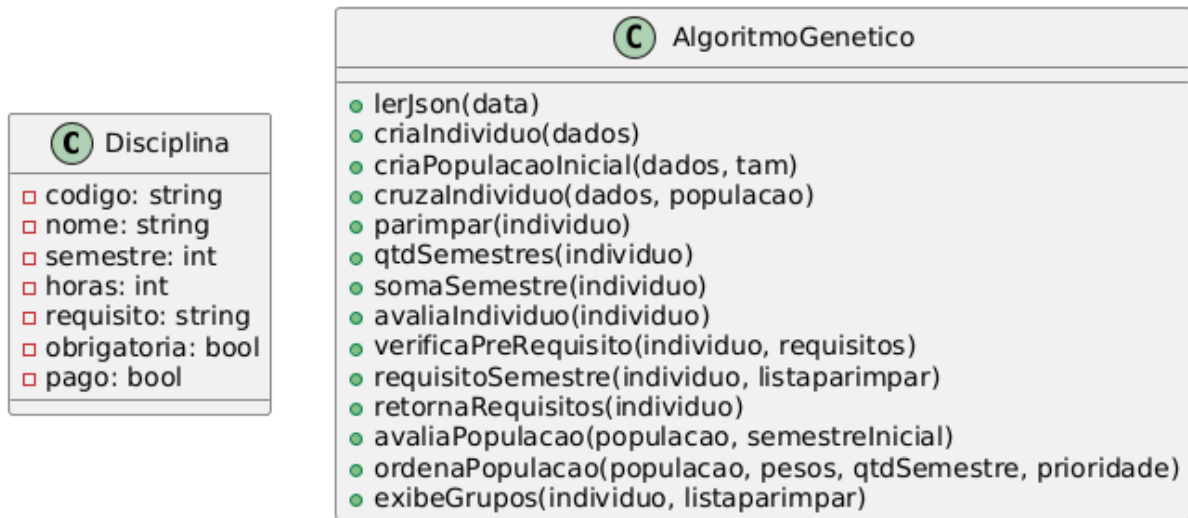 C Disciplina
codigo: string
nome: string
semestre: int
horas: int
requisito: string
obrigatoria: bool
pago: bool
C AlgoritmoGenetico
lerJson(data)
criaIndividuo(dados)
criaPopulacaoInicial(dados, tam)
cruzaIndividuo(dados, populacao)
parimpar(individuo)
qtdSemestres(individuo)
somaSemestre(individuo)
avaliaIndividuo(individuo)
verificaPreRequisito(individuo, requisitos)
requisitoSemestre(individuo, listaparimpar)
retornaRequisitos(individuo)
avaliaPopulacao(populacao, semestreInicial)
ordenaPopulacao(populacao, pesos, qtdSemestre, prioridade)
exibeGrupos(individuo, listaparimpar)